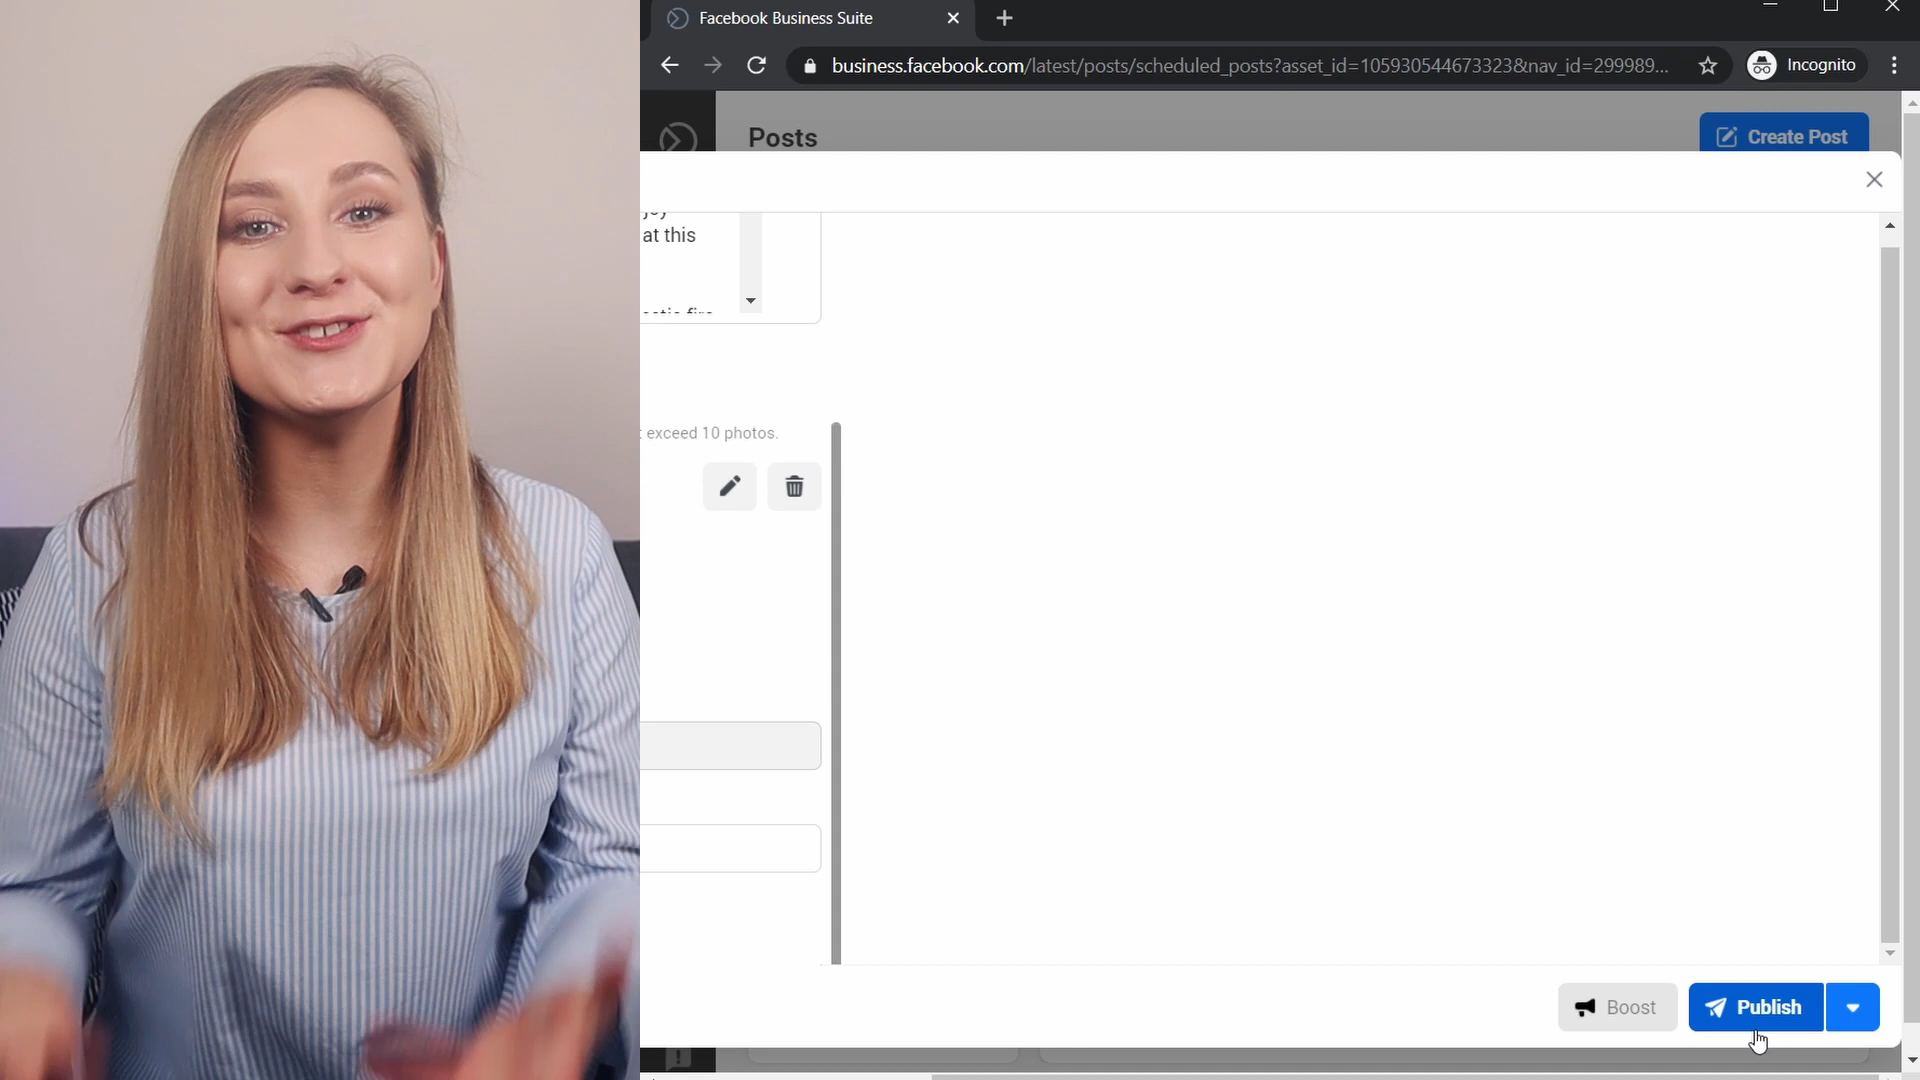 Facebook Business Suite
business.facebook.com/latest/posts/scheduled_posts?asset_id=105930544673323&nav_id=299989...
Incognito
Posts
Create Post
at this
exceed 10 photos.
Boost
Publish